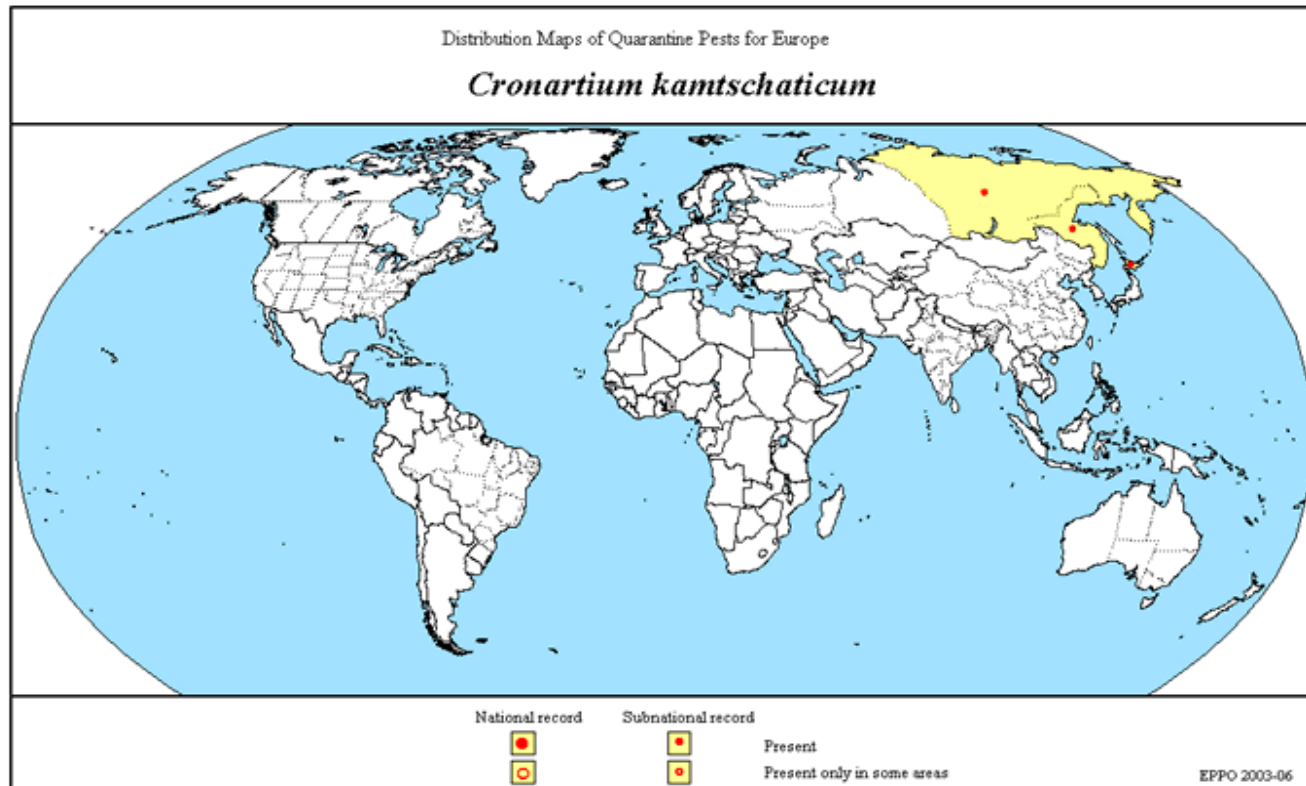 Distribution Maps of Quarantine Pests for Europe
Cronartium kamtschaticum
National record Subnational record
Present
Present only in some areas
EPPO 2003-06